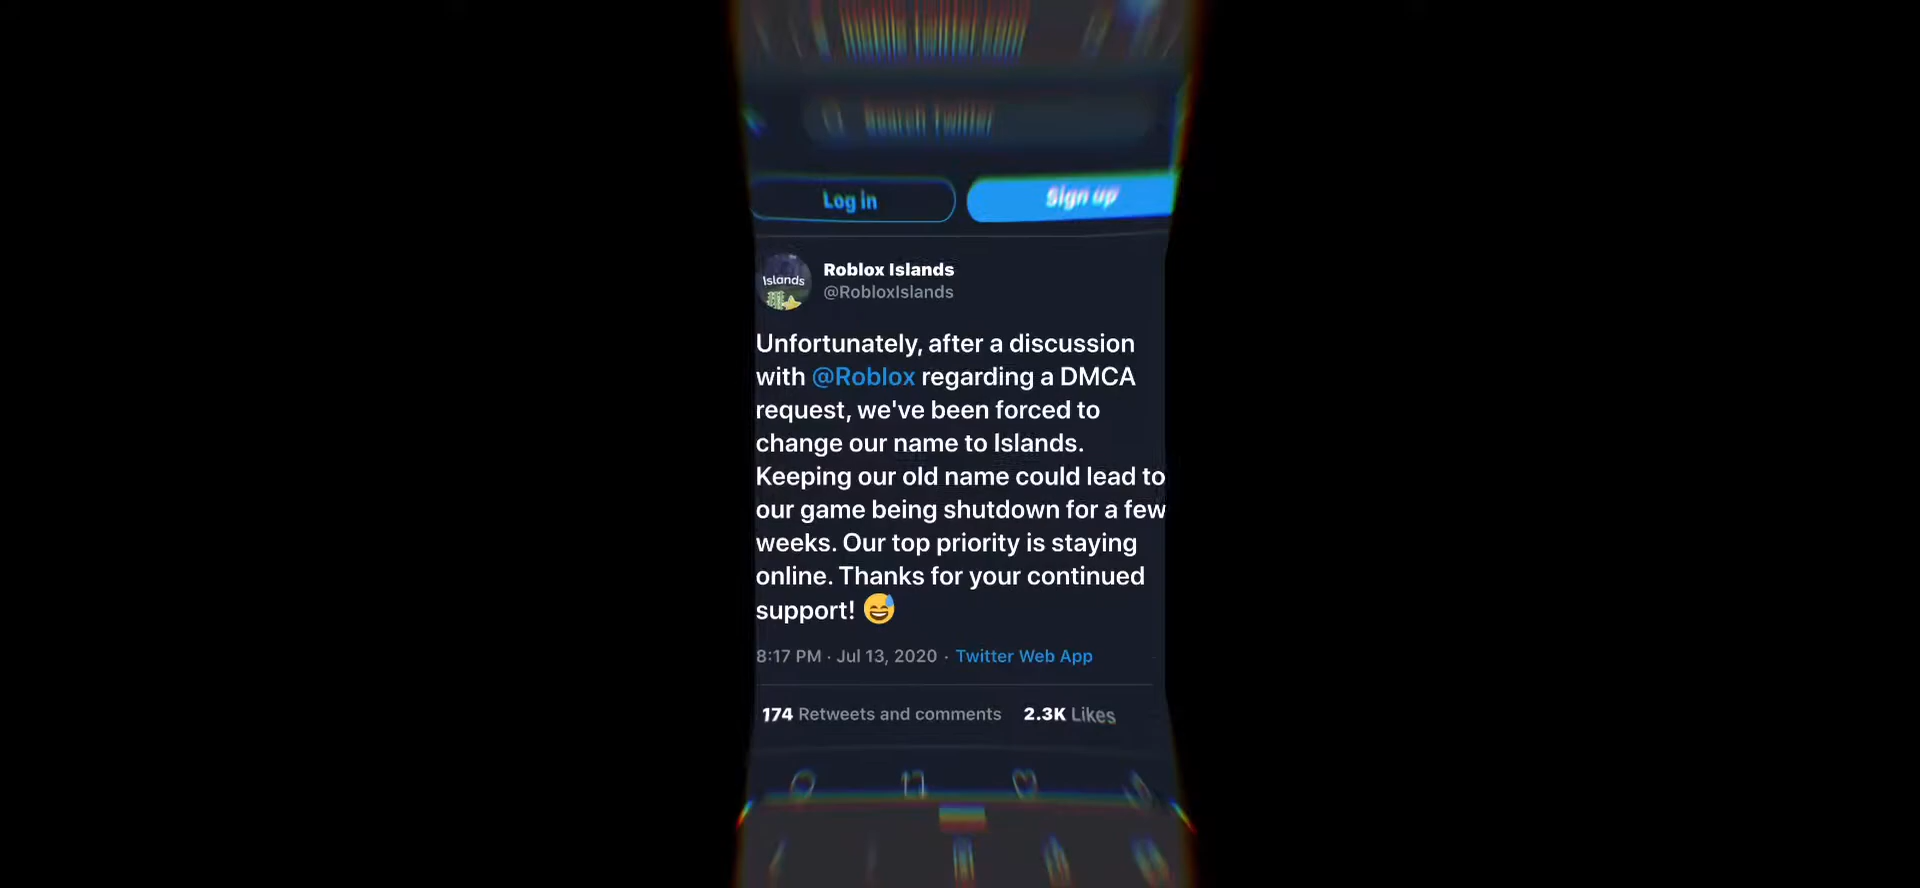 Search Twitter
Log in
Sign up
Islands
Roblox Islands
@RobloxIslands
Unfortunately, after a discussion
with @Roblox regarding a DMCA
request, we've been forced to
change our name to Islands.
Keeping our old name could lead to
our game being shutdown for a few
weeks. Our top priority is staying
online. Thanks for your continued
support! 😅
8:17 PM · Jul 13, 2020 · Twitter Web App
174 Retweets and comments 2.3K Likes